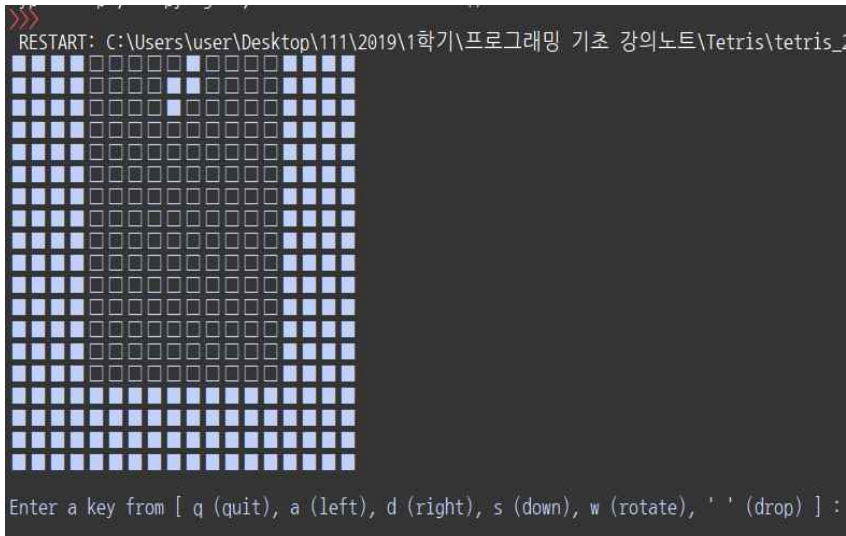 >>>
RESTART: C:\Users\user\Desktop\111\2019\1학기\프로그래밍 기초 강의노트\Tetris\tetris_2
Enter a key from [ q (quit), a (left), d (right), s (down), w (rotate), ' ' (drop) ] :